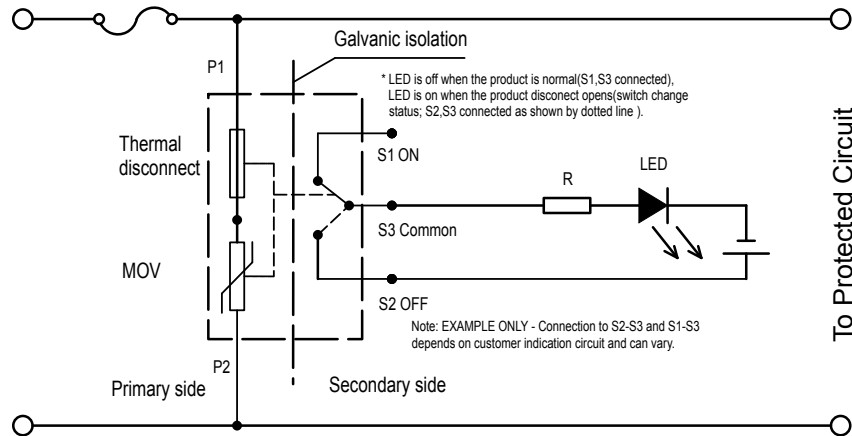 Galvanic isolation
P1
* LED is off when the product is normal(S1,S3 connected),
LED is on when the product disconect opens(switch change
status; S2,S3 connected as shown by dotted line ).
Thermal
disconnect
S1 ON
R
LED
S3 Common
MOV
S2 OFF
Note: EXAMPLE ONLY - Connection to S2-S3 and S1-S3
depends on customer indication circuit and can vary.
P2
Primary side
Secondary side
To Protected Circuit